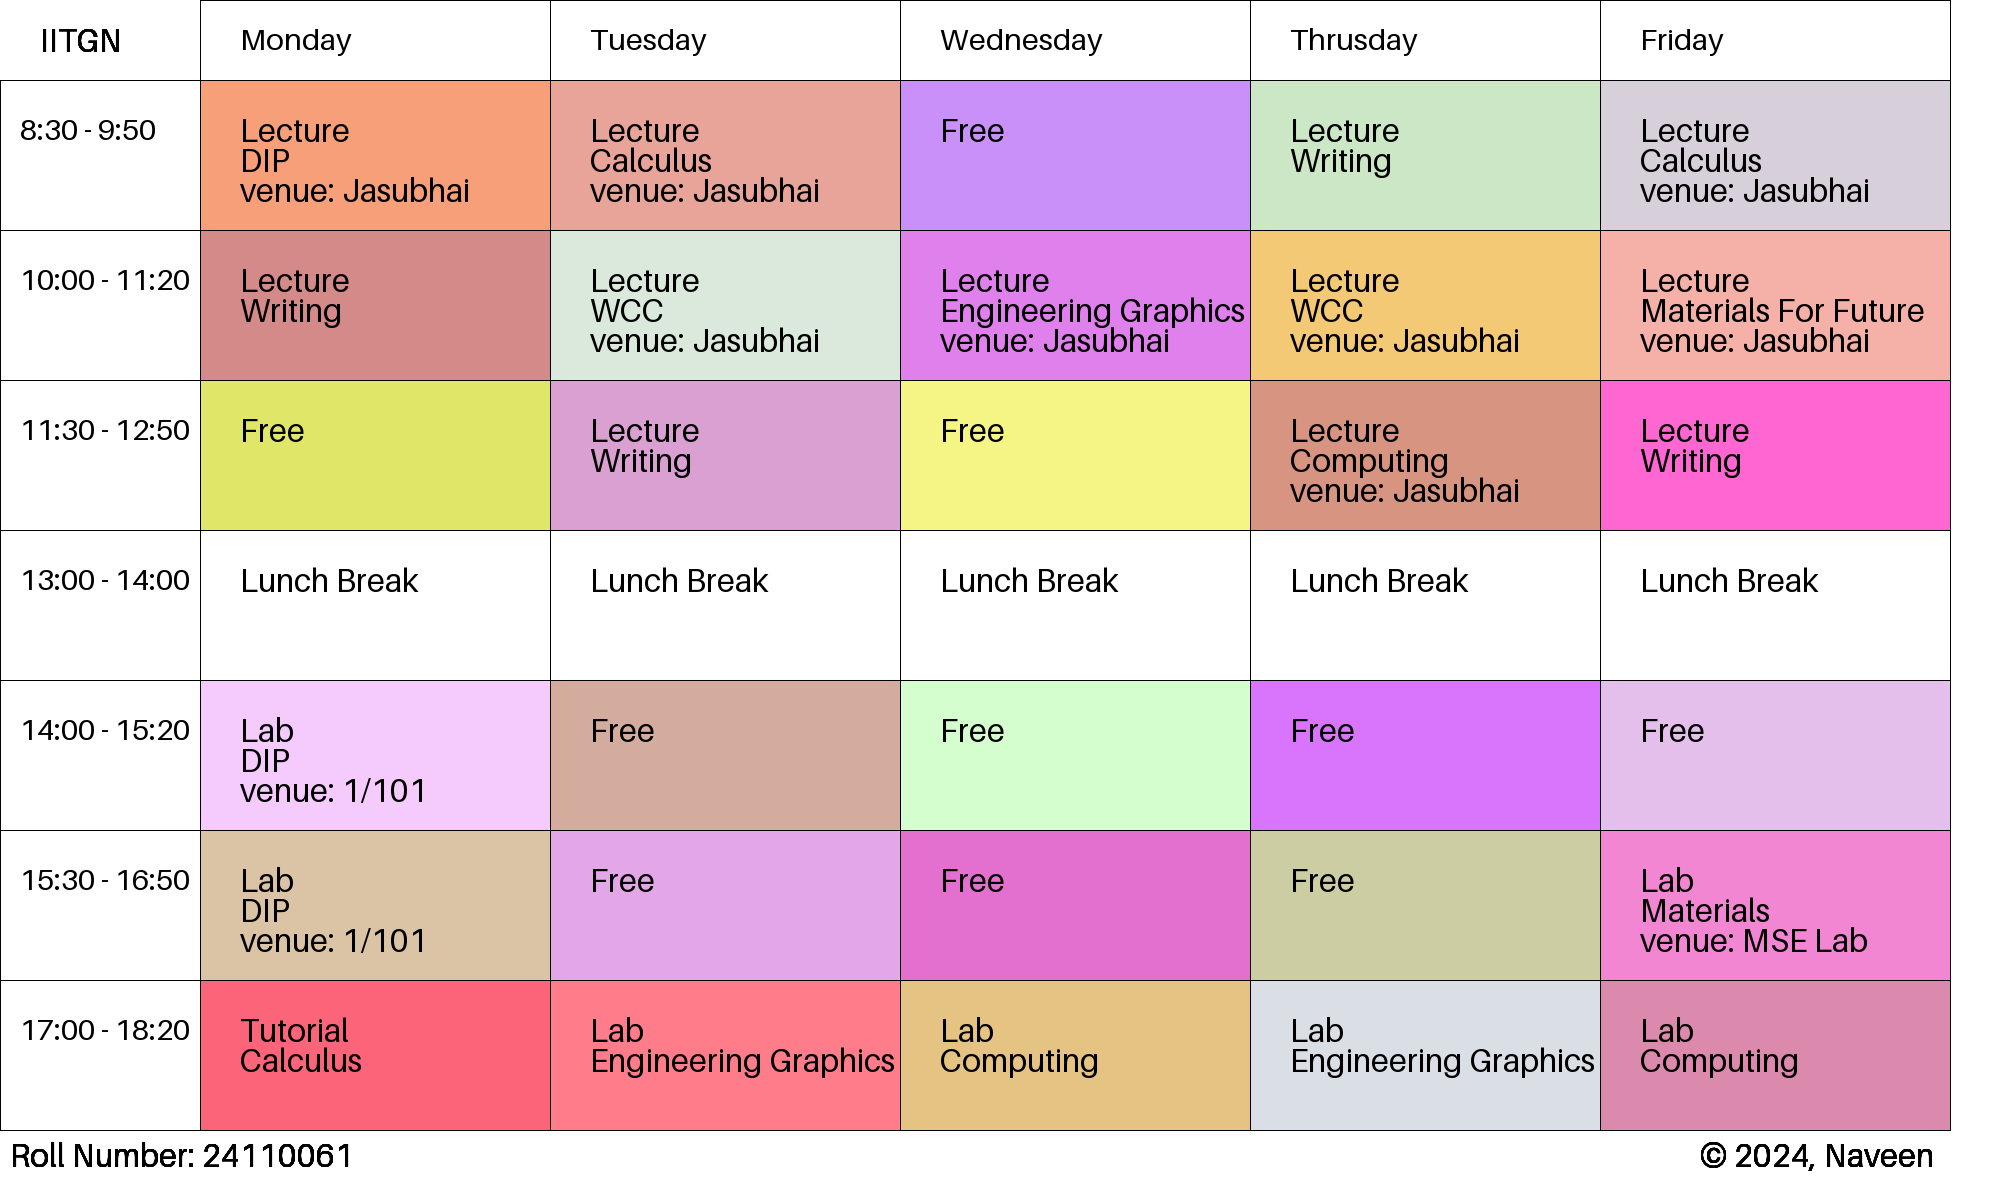 IITGN
Monday
Tuesday
Wednesday
Thrusday
Friday
8:30 - 9:50
Lecture
DIP
venue: Jasubhai
Lecture
Calculus
venue: Jasubhai
Free
Lecture
Writing
Lecture
Calculus
venue: Jasubhai
10:00 - 11:20
Lecture
Writing
Lecture
WCC
venue: Jasubhai
Lecture
Engineering Graphics
venue: Jasubhai
Lecture
WCC
venue: Jasubhai
Lecture
Materials For Future
venue: Jasubhai
11:30 - 12:50
Free
Lecture
Writing
Free
Lecture
Computing
venue: Jasubhai
Lecture
Writing
13:00 - 14:00
Lunch Break
Lunch Break
Lunch Break
Lunch Break
Lunch Break
14:00 - 15:20
Lab
DIP
venue: 1/101
Free
Free
Free
Free
15:30 - 16:50
Lab
DIP
venue: 1/101
Free
Free
Free
Lab
Materials
venue: MSE Lab
17:00 - 18:20
Tutorial
Calculus
Lab
Engineering Graphics
Lab
Computing
Lab
Engineering Graphics
Lab
Computing
Roll Number: 24110061
© 2024, Naveen